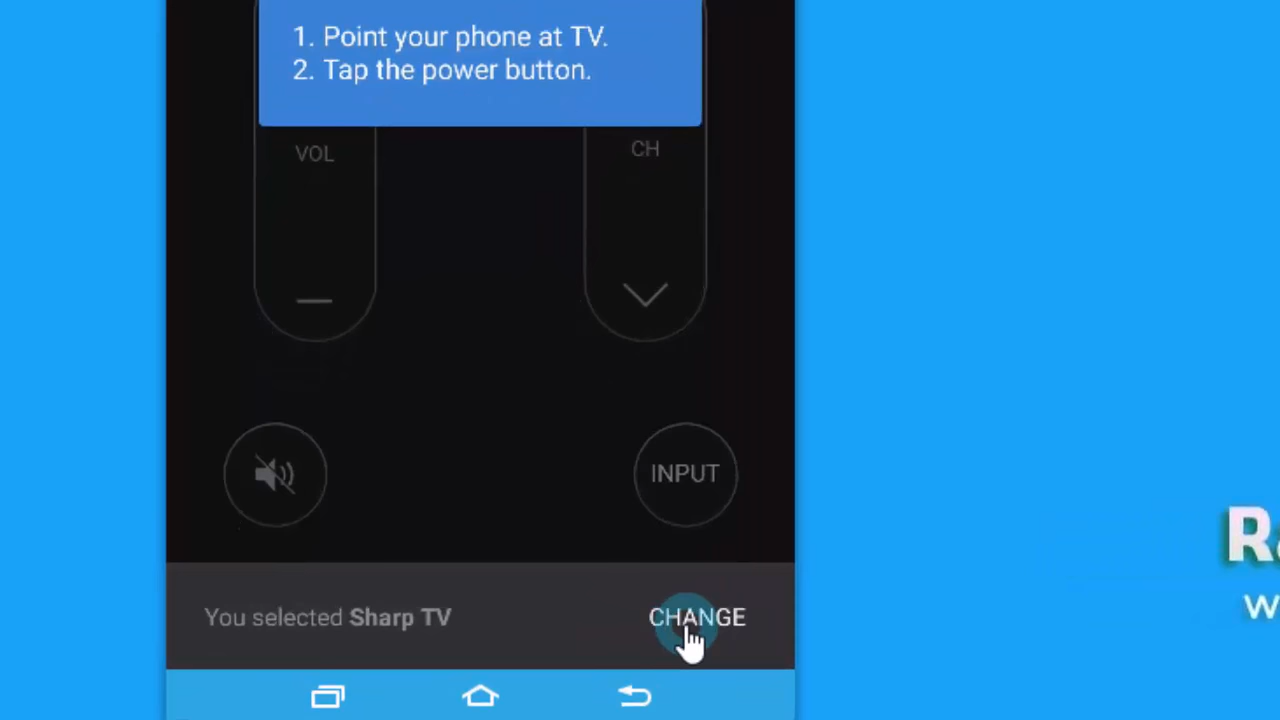 1. Point your phone at TV.
2. Tap the power button.
VOL
CH
INPUT
You selected Sharp TV
CHANGE